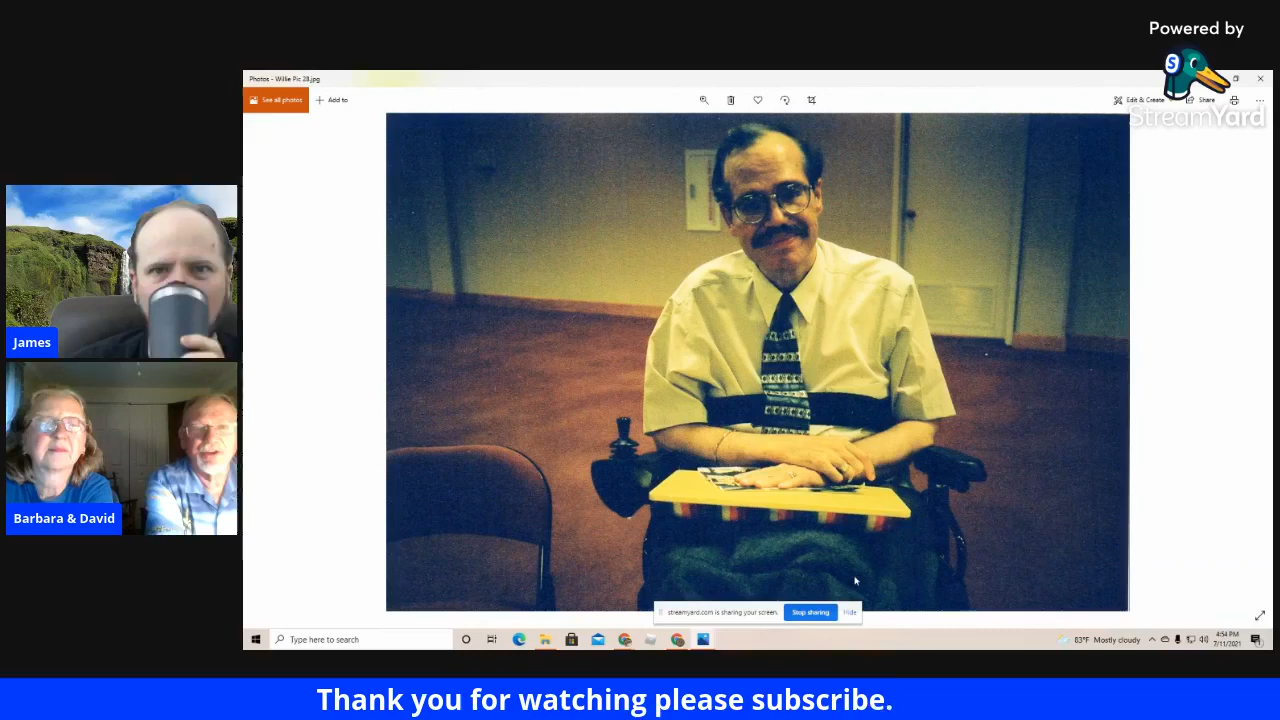 Powered by
S
StreamYard
Photos - Willie Pic 28.jpg
See all photos
Add to
Edit & Create
Share
James
Barbara & David
streamyard.com is sharing your screen.
Stop sharing
Hide
Type here to search
83°F Mostly cloudy
4:54 PM
7/11/2021
Thank you for watching please subscribe.